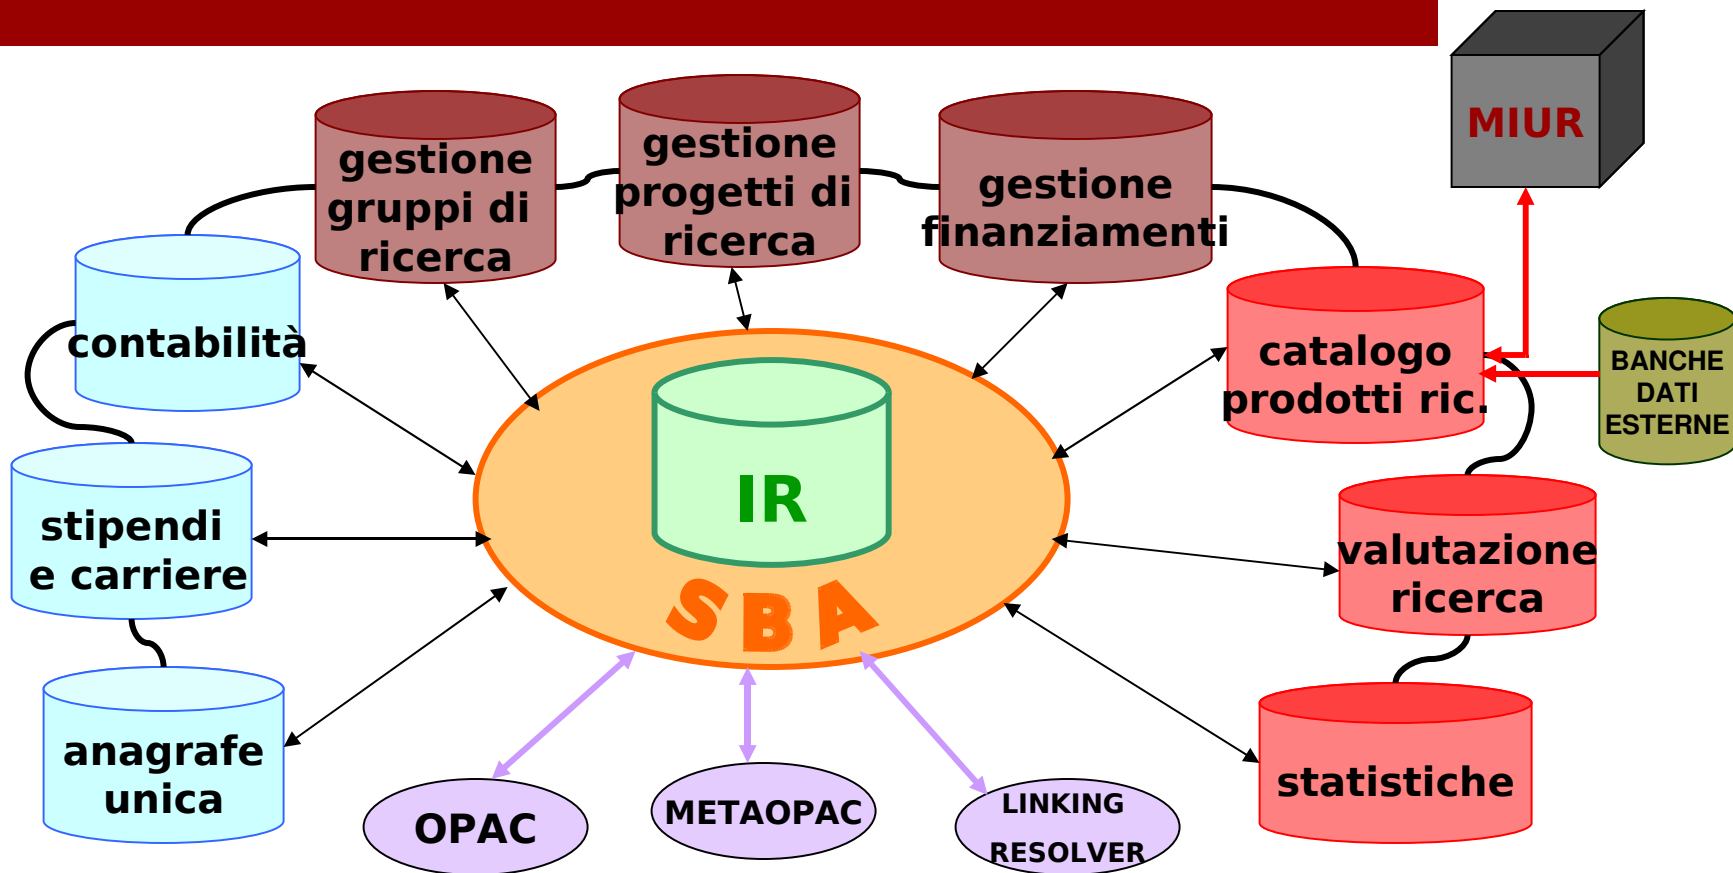 MIUR
gestione
gruppi di
ricerca
gestione
progetti di
ricerca
gestione
finanziamenti
contabilità
catalogo
prodotti ric.
BANCHE
DATI
ESTERNE
IR
SBA
stipendi
e carriere
valutazione
ricerca
anagrafe
unica
statistiche
OPAC
METAOPAC
LINKING
RESOLVER